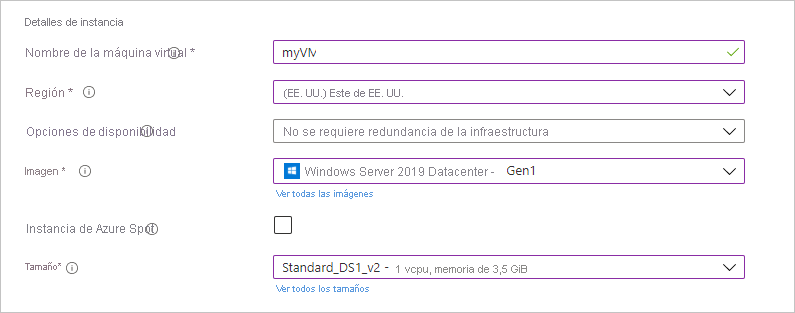 Detalles de instancia
Nombre de la máquina virtual *
myVM
Región *
(EE. UU.) Este de EE. UU.
Opciones de disponibilidad
No se requiere redundancia de la infraestructura
Imagen *
Windows Server 2019 Datacenter - Gen1
Ver todas las imágenes
Instancia de Azure Spot
Tamaño*
Standard_DS1_v2 - 1 vcpu, memoria de 3,5 GiB
Ver todos los tamaños